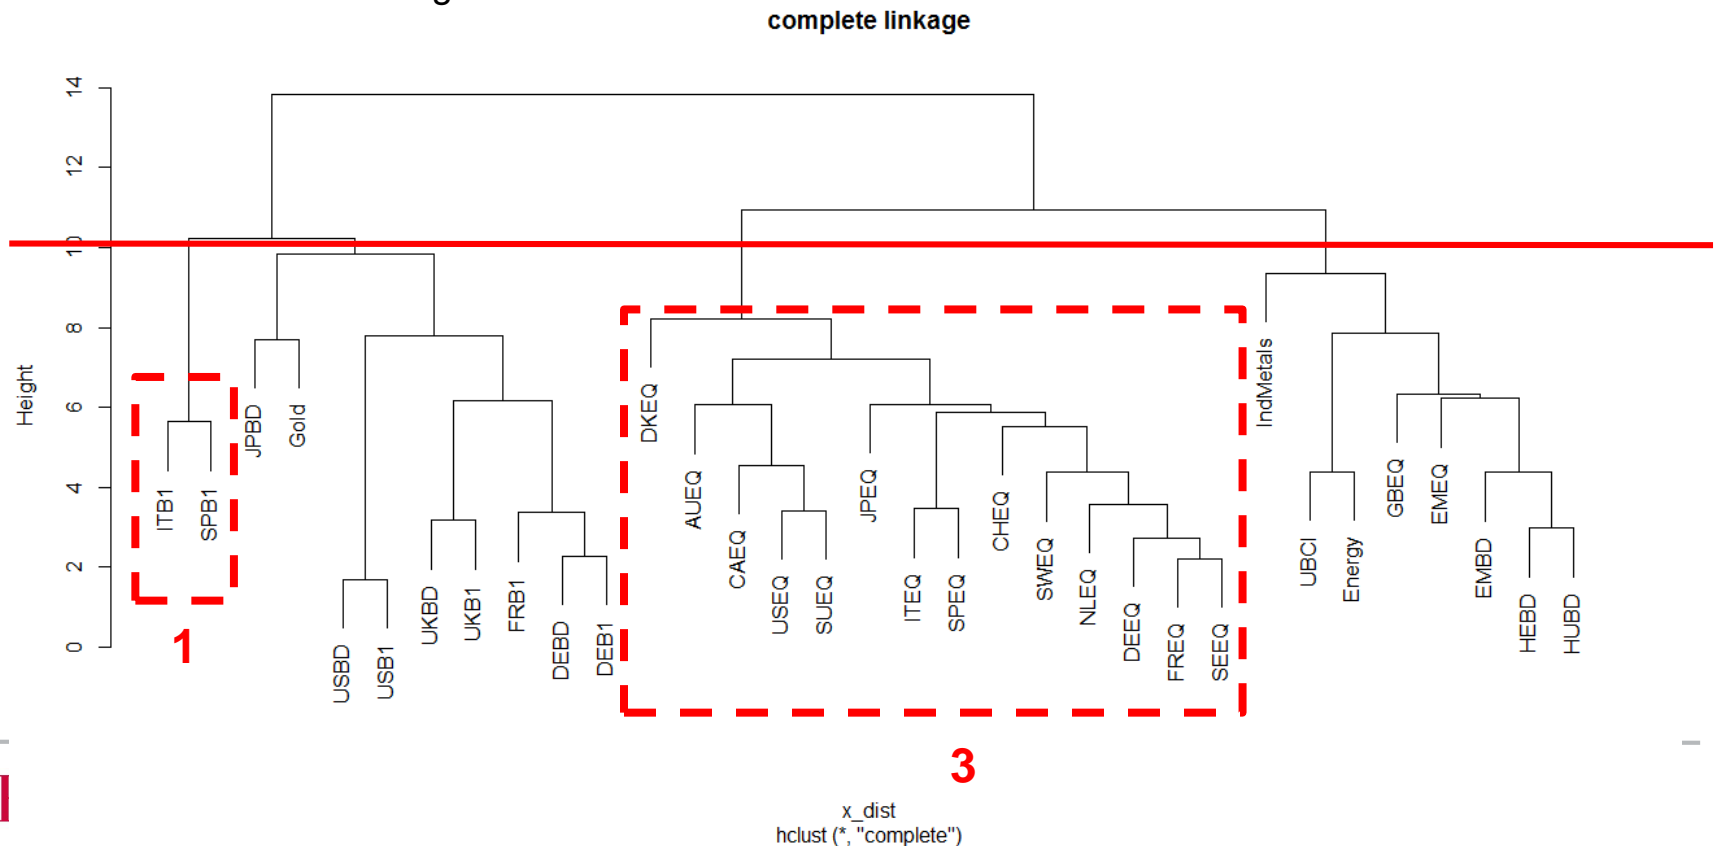 g
complete linkage
Height
14
12
10
8
6
4
2
0
ITB1
SPB1
JPBD
Gold
USBD
USB1
UKBD
UKB1
FRB1
DEBD
DEB1
DKEQ
AUEQ
CAEQ
USEQ
SUEQ
JPEQ
ITEQ
SPEQ
CHEQ
SWEQ
NLEQ
DEEQ
FREQ
SEEQ
IndMetals
UBCI
Energy
GBEQ
EMEQ
EMBD
HEBD
HUBD
1
3
x_dist
hclust (*, "complete")